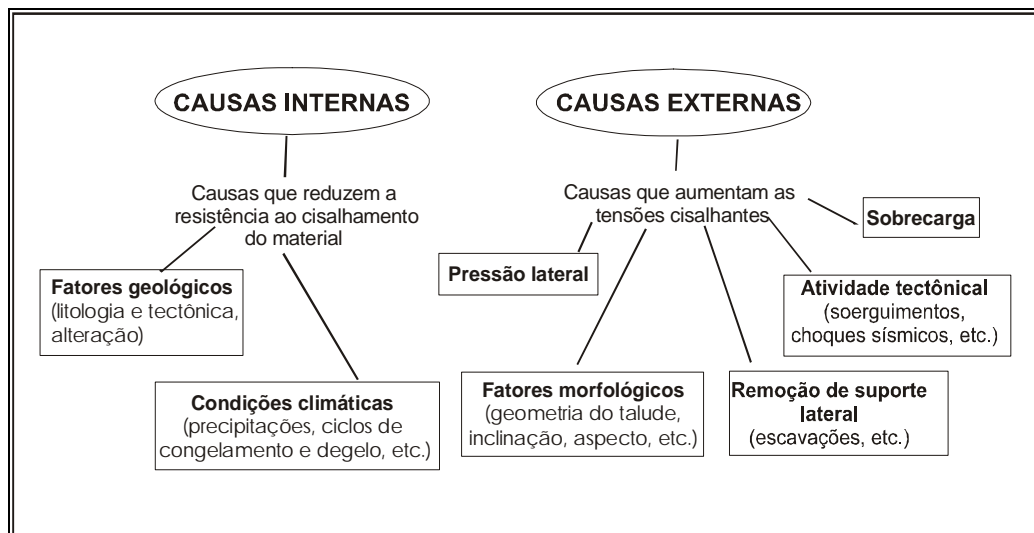 CAUSAS INTERNAS
Causas que reduzem a
resistência ao cisalhamento
do material
Fatores geológicos
(litologia e tectônica,
alteração)
Condições climáticas
(precipitações, ciclos de
congelamento e degelo, etc.)
CAUSAS EXTERNAS
Causas que aumentam as
tensões cisalhantes
Pressão lateral
Fatores morfológicos
(geometria do talude,
inclinação, aspecto, etc.)
Remoção de suporte
lateral
(escavações, etc.)
Atividade tectônical
(soerguimentos,
choques sísmicos, etc.)
Sobrecarga